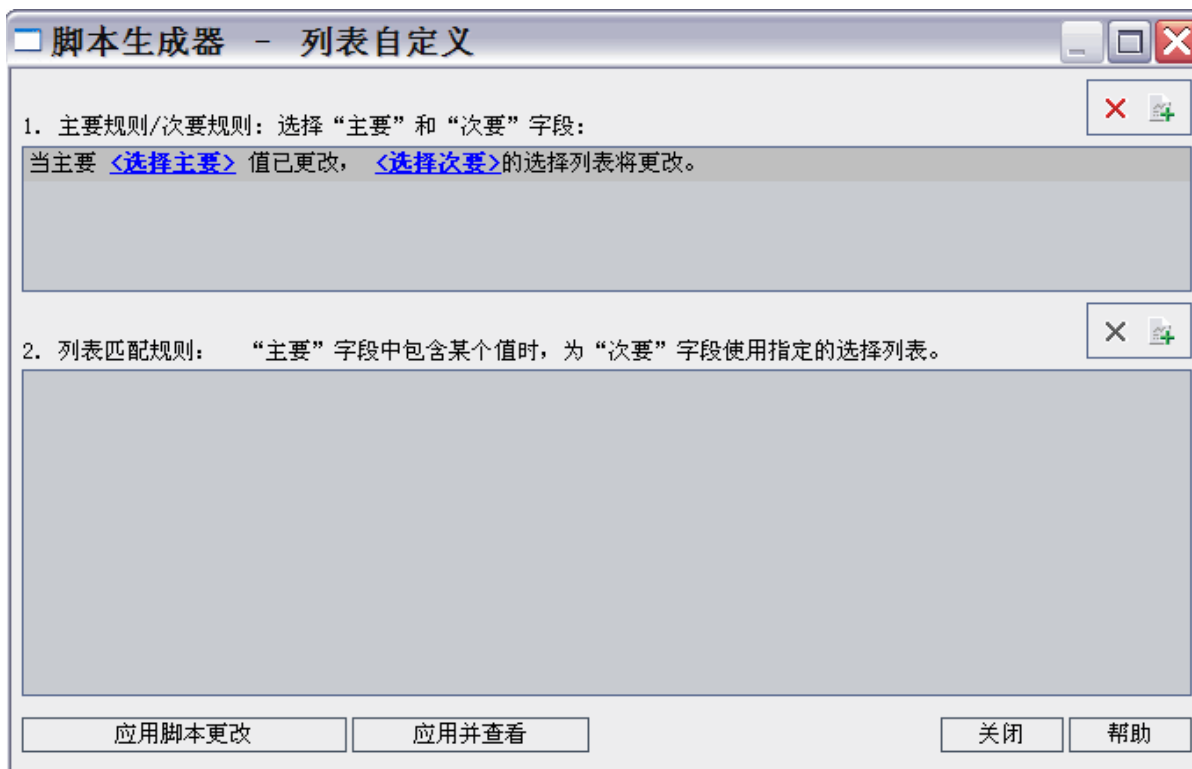 脚本生成器 - 列表自定义
1. 主要规则/次要规则: 选择“主要”和“次要”字段:
当主要 <选择主要> 值已更改, <选择次要>的选择列表将更改。
2. 列表匹配规则: “主要”字段中包含某个值时, 为“次要”字段使用指定的选择列表。
应用脚本更改 应用并查看 关闭 帮助